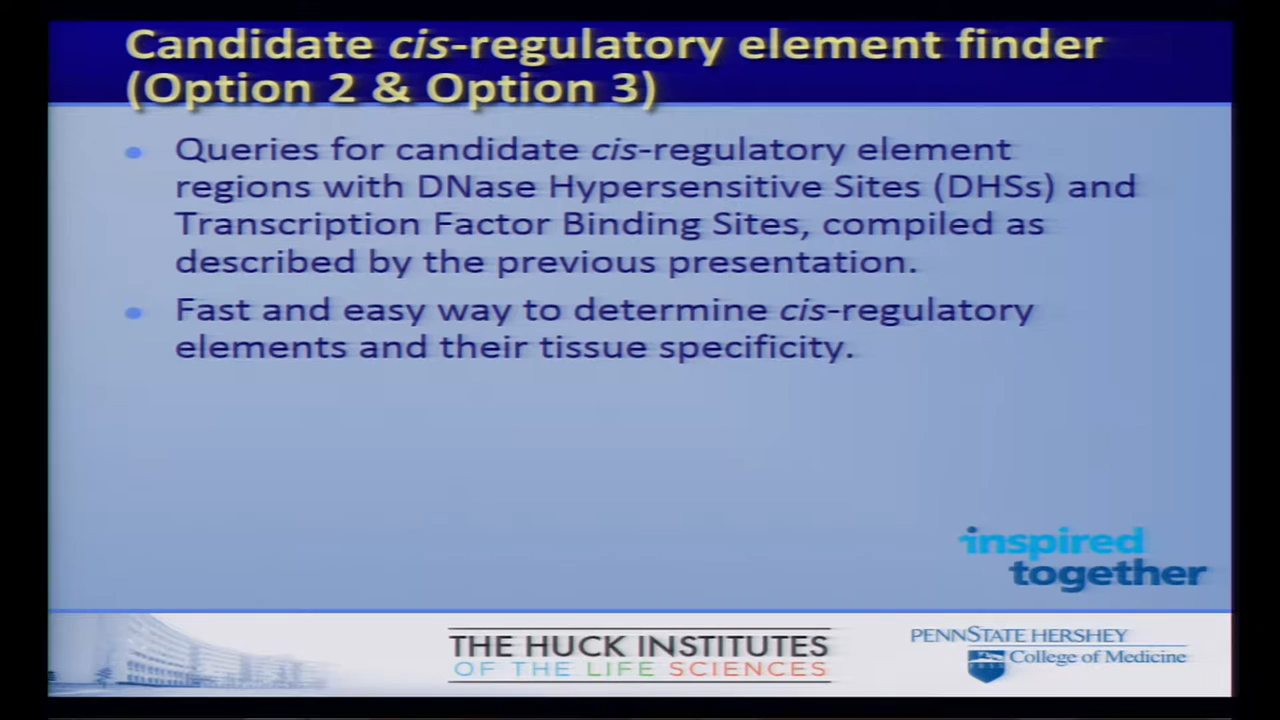 Candidate cis-regulatory element finder
(Option 2 & Option 3)
Queries for candidate cis-regulatory element
regions with DNase Hypersensitive Sites (DHSs) and
Transcription Factor Binding Sites, compiled as
described by the previous presentation.
Fast and easy way to determine cis-regulatory
elements and their tissue specificity.
inspired
together
THE HUCK INSTITUTES
OF THE LIFE SCIENCES
PENNSTATE HERSHEY
College of Medicine